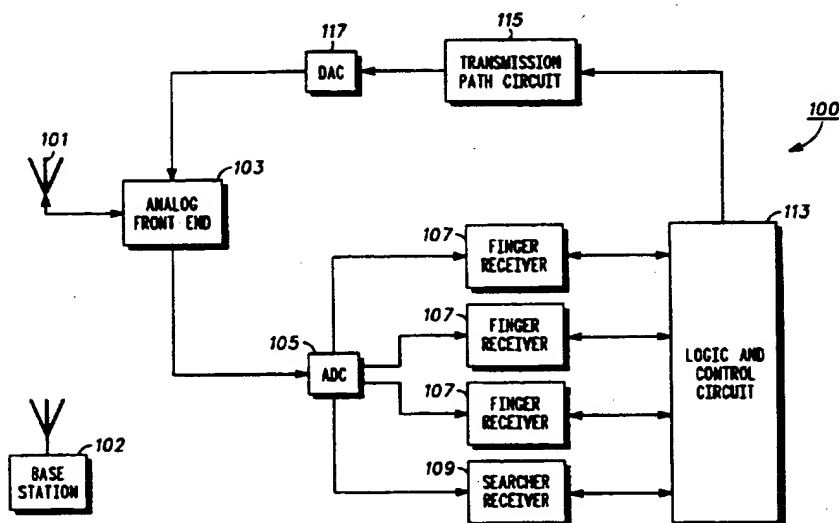 115
117
TRANSMISSION
PATH CIRCUIT
DAC
100
101
103
ANALOG
FRONT END
113
107
FINGER
RECEIVER
107
FINGER
RECEIVER
105
ADC
LOGIC AND
CONTROL
CIRCUIT
107
FINGER
RECEIVER
102
BASE
STATION
109
SEARCHER
RECEIVER